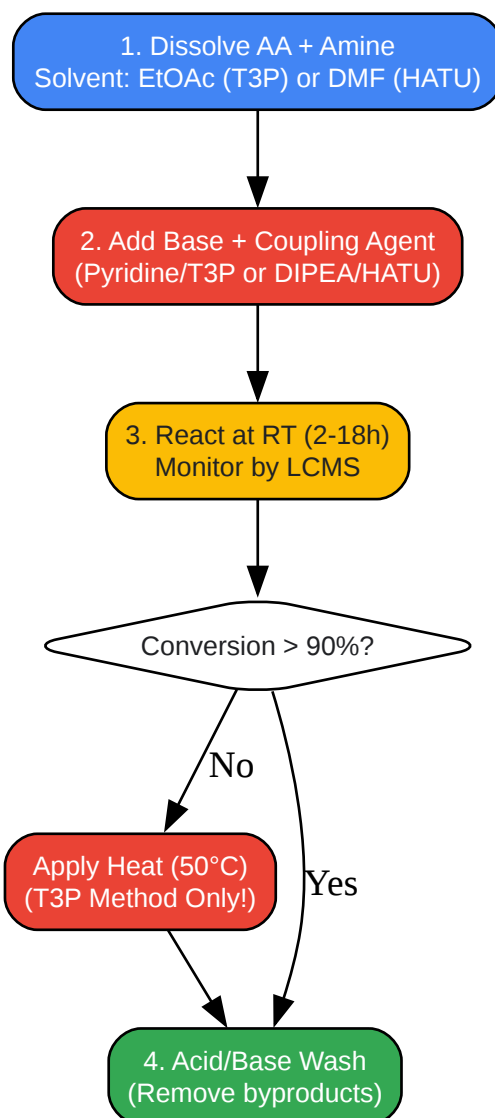 1. Dissolve AA + Amine
Solvent: EtOAc (T3P) or DMF (HATU)
2. Add Base + Coupling Agent
(Pyridine/T3P or DIPEA/HATU)
3. React at RT (2-18h)
Monitor by LCMS
Conversion > 90%?
No
Apply Heat (50°C)
(T3P Method Only!)
Yes
4. Acid/Base Wash
(Remove byproducts)